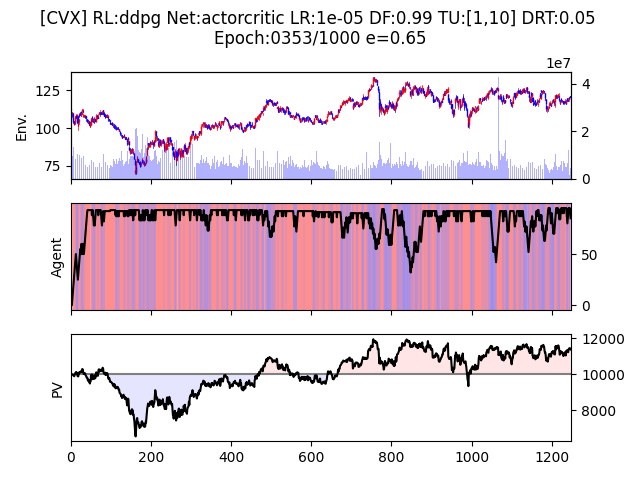 [CVX] RL:ddpg Net:actorcritic LR:1e-05 DF:0.99 TU:[1,10] DRT:0.05
Epoch:0353/1000 e=0.65
1e7
125
100
75
Env.
4
2
0
Agent
50
0
PV
12000
10000
8000
0 200 400 600 800 1000 1200